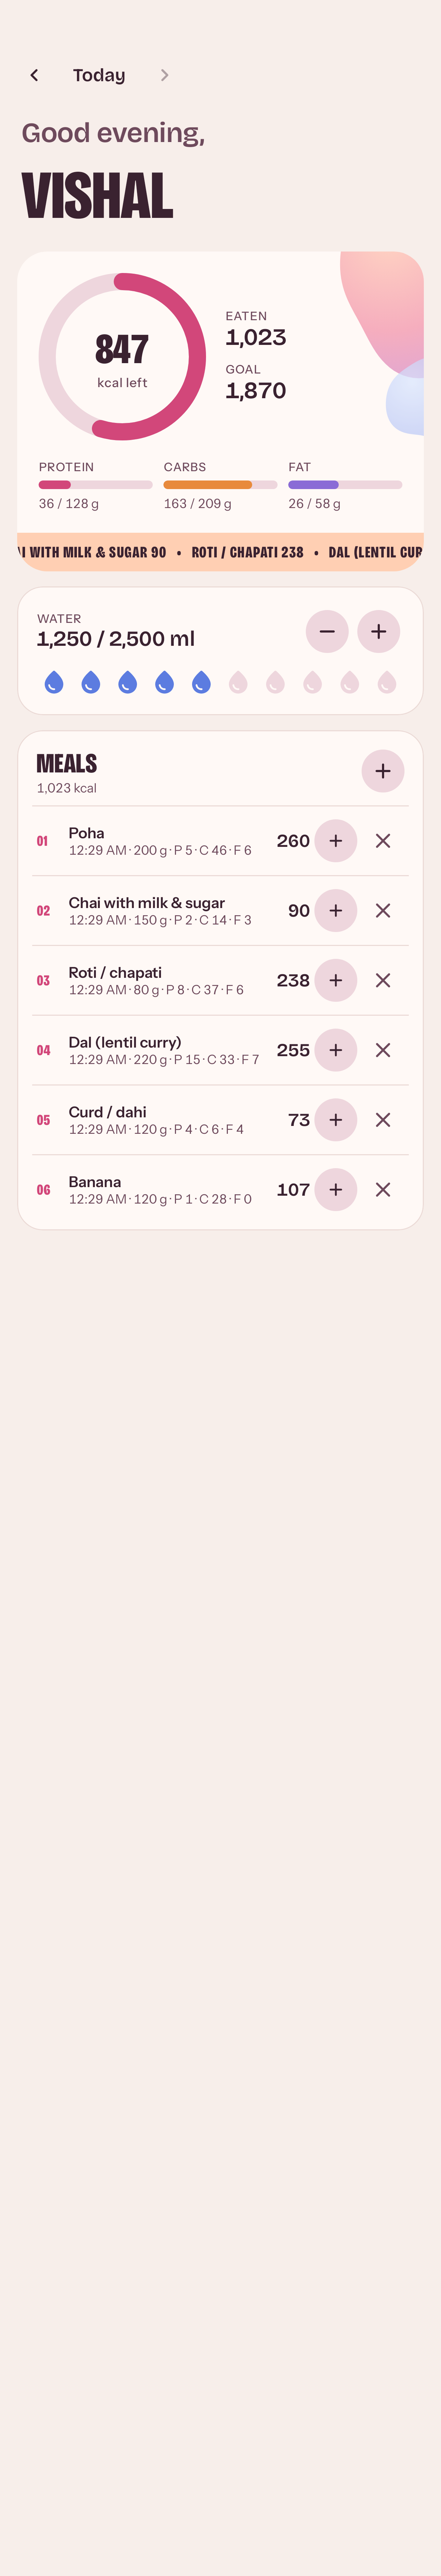 Today
Good evening,
VISHAL
847
kcal left
EATEN
1,023
GOAL
1,870
PROTEIN CARBS FAT
36 / 128 g 163 / 209 g 26 / 58 g
WITH MILK & SUGAR 90 • ROTI / CHAPATI 238 • DAL (LENTIL CUR
WATER
1,250 / 2,500 ml
MEALS
1,023 kcal
01 Poha 260
12:29 AM · 200 g · P 5 · C 46 · F 6
02 Chai with milk & sugar 90
12:29 AM · 150 g · P 2 · C 14 · F 3
03 Roti / chapati 238
12:29 AM · 80 g · P 8 · C 37 · F 6
04 Dal (lentil curry) 255
12:29 AM · 220 g · P 15 · C 33 · F 7
05 Curd / dahi 73
12:29 AM · 120 g · P 4 · C 6 · F 4
06 Banana 107
12:29 AM · 120 g · P 1 · C 28 · F 0